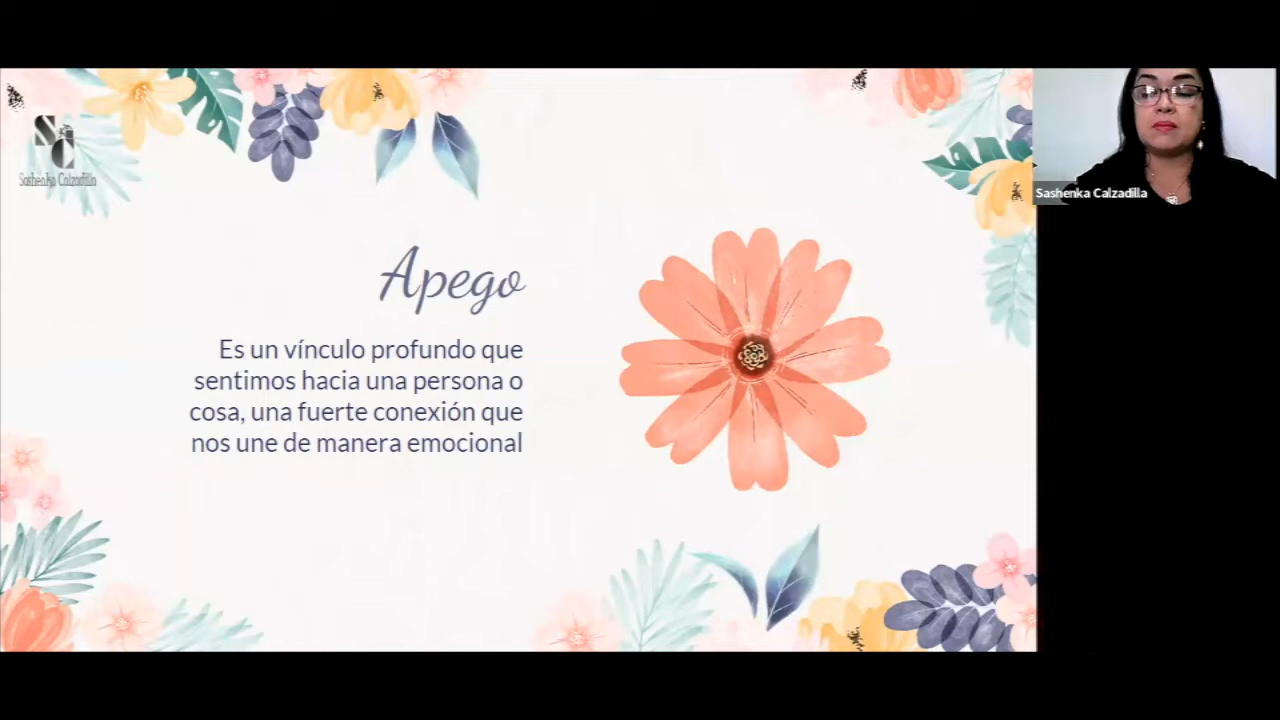 SC
Sashenka Calzadilla
Apego
Es un vínculo profundo que
sentimos hacia una persona o
cosa, una fuerte conexión que
nos une de manera emocional
Sashenka Calzadilla